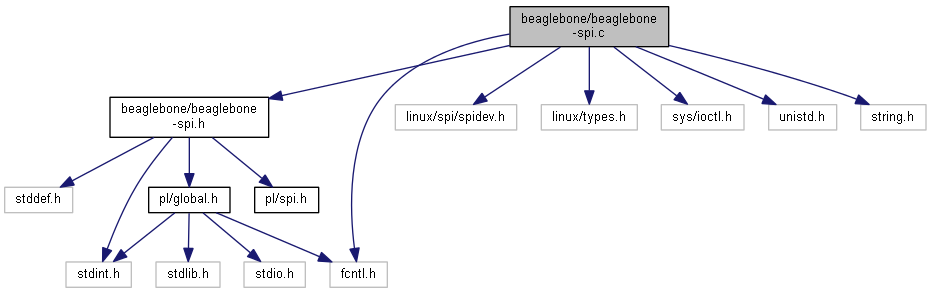 beaglebone/beaglebone
-spi.c
beaglebone/beaglebone
-spi.h
linux/spi/spidev.h
linux/types.h
sys/ioctl.h
unistd.h
string.h
stddef.h
pl/global.h
pl/spi.h
stdint.h
stdlib.h
stdio.h
fcntl.h